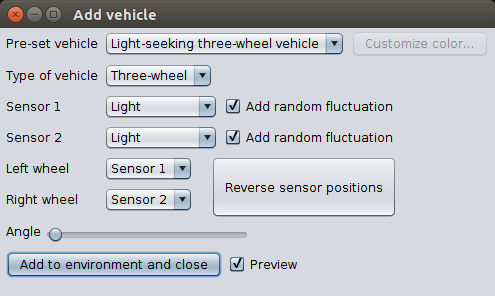 Add vehicle
Pre-set vehicle Light-seeking three-wheel vehicle Customize color...
Type of vehicle Three-wheel
Sensor 1 Light Add random fluctuation
Sensor 2 Light Add random fluctuation
Left wheel Sensor 1
Reverse sensor positions
Right wheel Sensor 2
Angle
Add to environment and close Preview